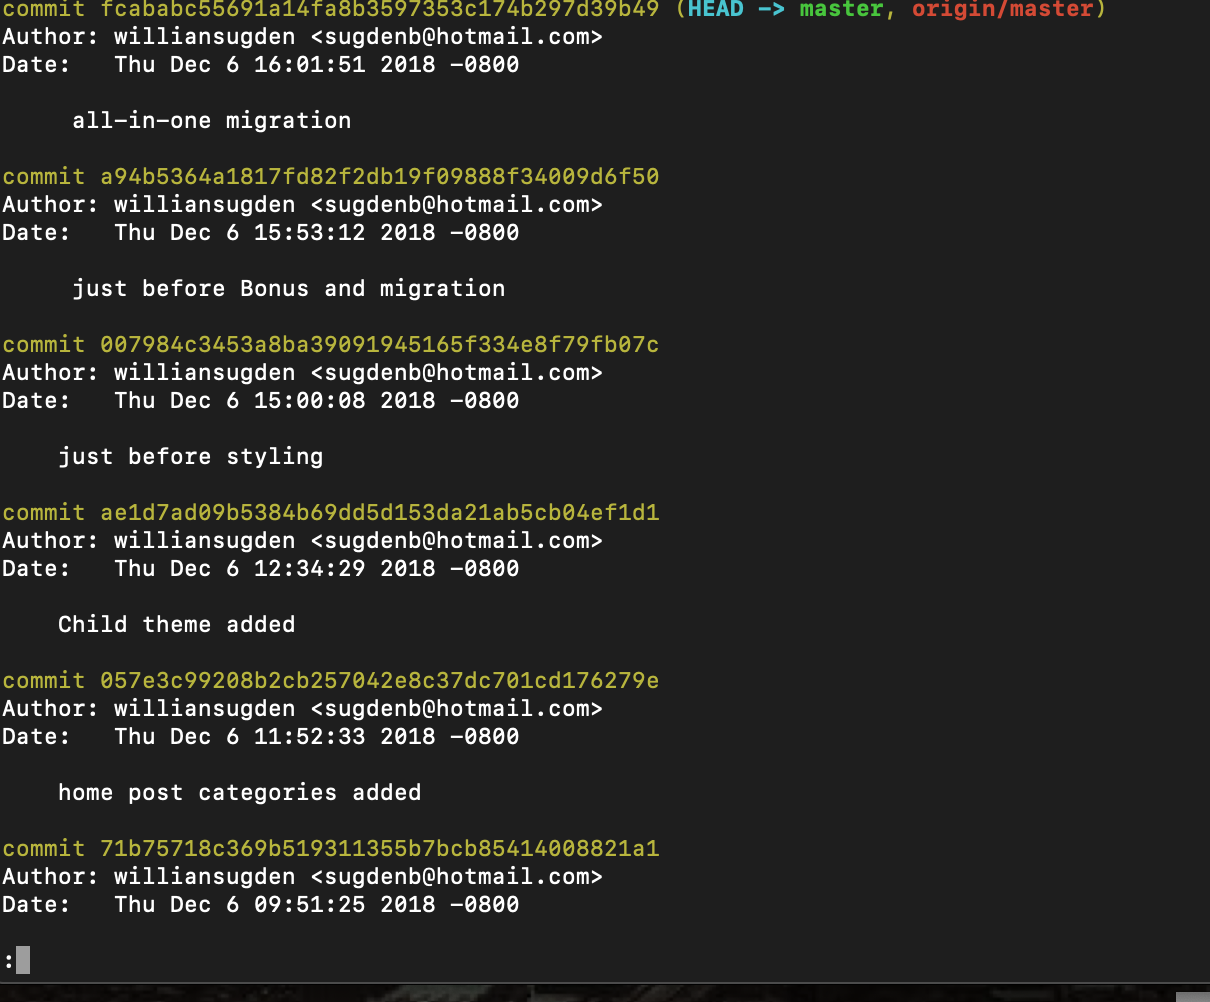 commit fcababc55691a14fa8b3597353c174b297d39b49 (HEAD -> master, origin/master)
Author: williansugden <sugdenb@hotmail.com>
Date:   Thu Dec 6 16:01:51 2018 -0800
all-in-one migration
commit a94b5364a1817fd82f2db19f09888f34009d6f50
Author: williansugden <sugdenb@hotmail.com>
Date:   Thu Dec 6 15:53:12 2018 -0800
just before Bonus and migration
commit 007984c3453a8ba39091945165f334e8f79fb07c
Author: williansugden <sugdenb@hotmail.com>
Date:   Thu Dec 6 15:00:08 2018 -0800
just before styling
commit ae1d7ad09b5384b69dd5d153da21ab5cb04ef1d1
Author: williansugden <sugdenb@hotmail.com>
Date:   Thu Dec 6 12:34:29 2018 -0800
Child theme added
commit 057e3c99208b2cb257042e8c37dc701cd176279e
Author: williansugden <sugdenb@hotmail.com>
Date:   Thu Dec 6 11:52:33 2018 -0800
home post categories added
commit 71b75718c369b519311355b7bcb85414008821a1
Author: williansugden <sugdenb@hotmail.com>
Date:   Thu Dec 6 09:51:25 2018 -0800
: